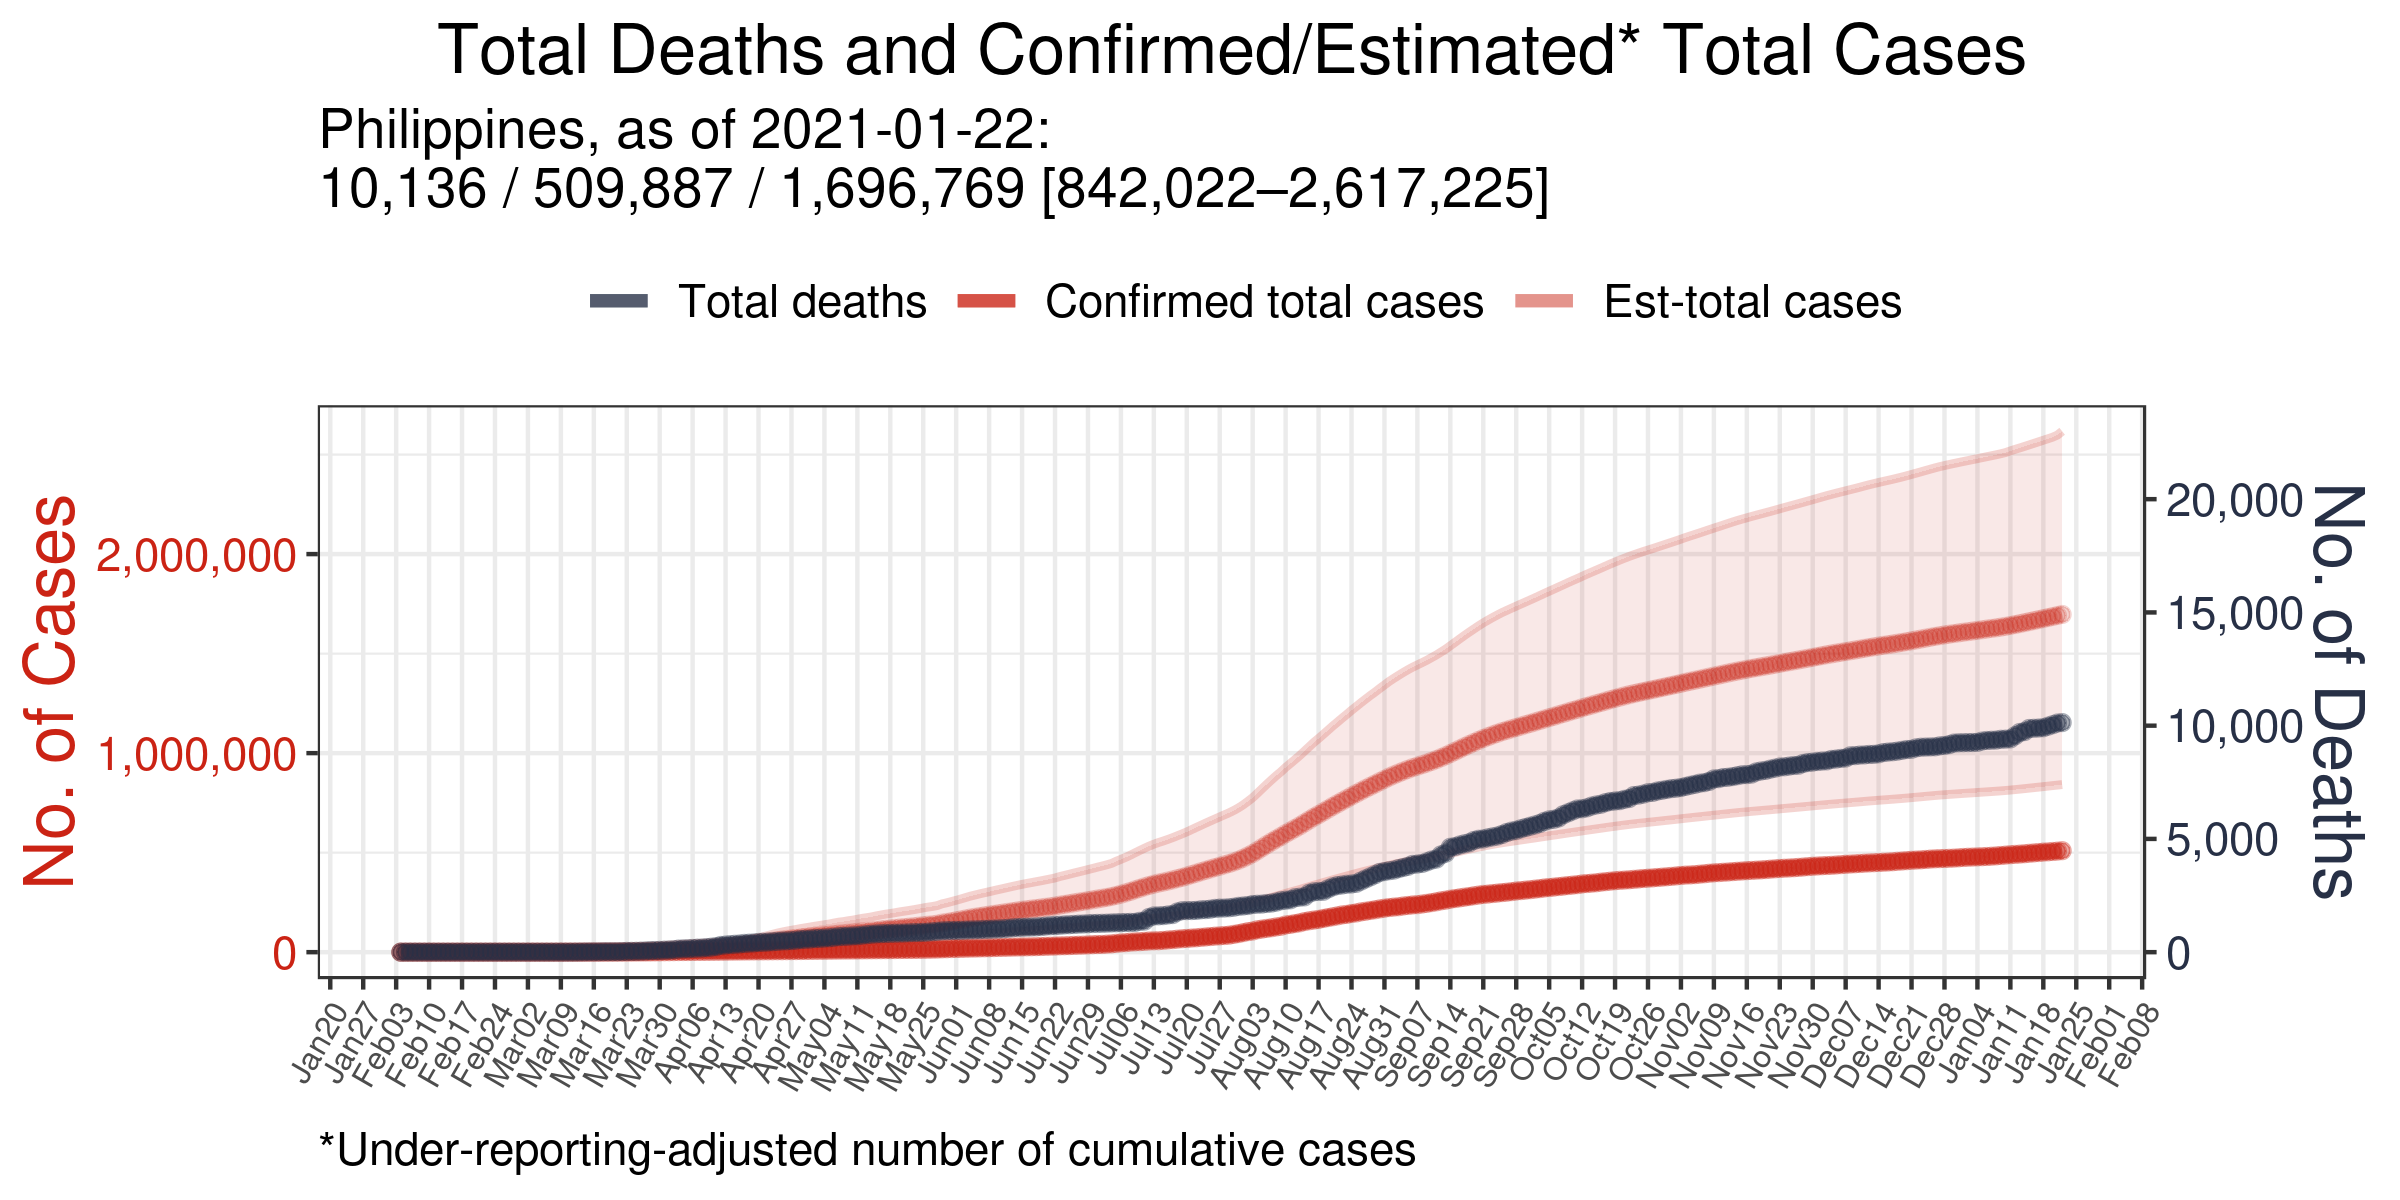 Total Deaths and Confirmed/Estimated* Total Cases
Philippines, as of 2021-01-22:
10,136 / 509,887 / 1,696,769 [842,022–2,617,225]
Total deaths
Confirmed total cases
Est-total cases
No. of Cases
2,000,000
1,000,000
0
20,000
15,000
10,000
5,000
0
No. of Deaths
Jan20
Jan27
Feb03
Feb10
Feb17
Feb24
Mar02
Mar09
Mar16
Mar23
Mar30
Apr06
Apr13
Apr20
Apr27
May04
May11
May18
May25
Jun01
Jun08
Jun15
Jun22
Jun29
Jul06
Jul13
Jul20
Jul27
Jul03
Aug10
Aug17
Aug24
Aug31
Sep07
Sep14
Sep21
Sep28
Oct05
Oct12
Oct19
Oct26
Nov02
Nov09
Nov16
Nov23
Nov30
Dec07
Dec14
Dec21
Dec28
Jan04
Jan11
Jan18
Jan25
Feb01
Feb08
*Under-reporting-adjusted number of cumulative cases